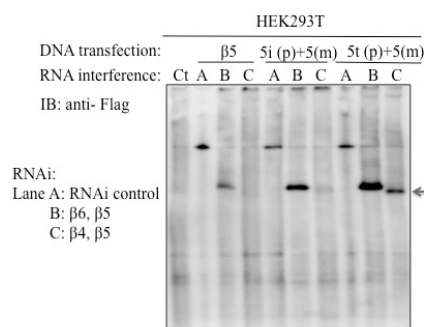 HEK293T
DNA transfection: β5 5i (p)+5(m) 5t (p)+5(m)
RNA interference: Ct A B C A B C A B C
IB: anti- Flag
RNAi:
Lane A: RNAi control
B: β6, β5
C: β4, β5